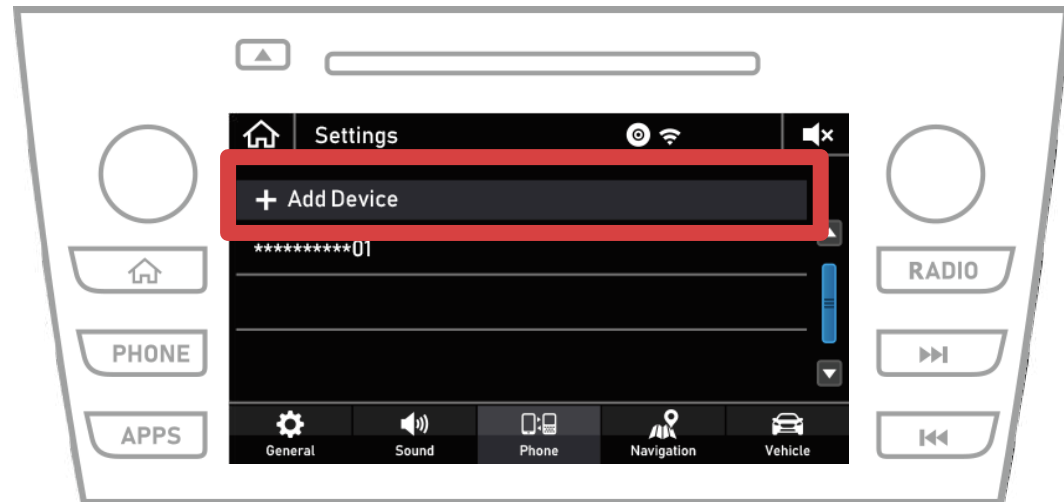 Settings
+ Add Device
**********01
RADIO
PHONE
APPS
General Sound Phone Navigation Vehicle